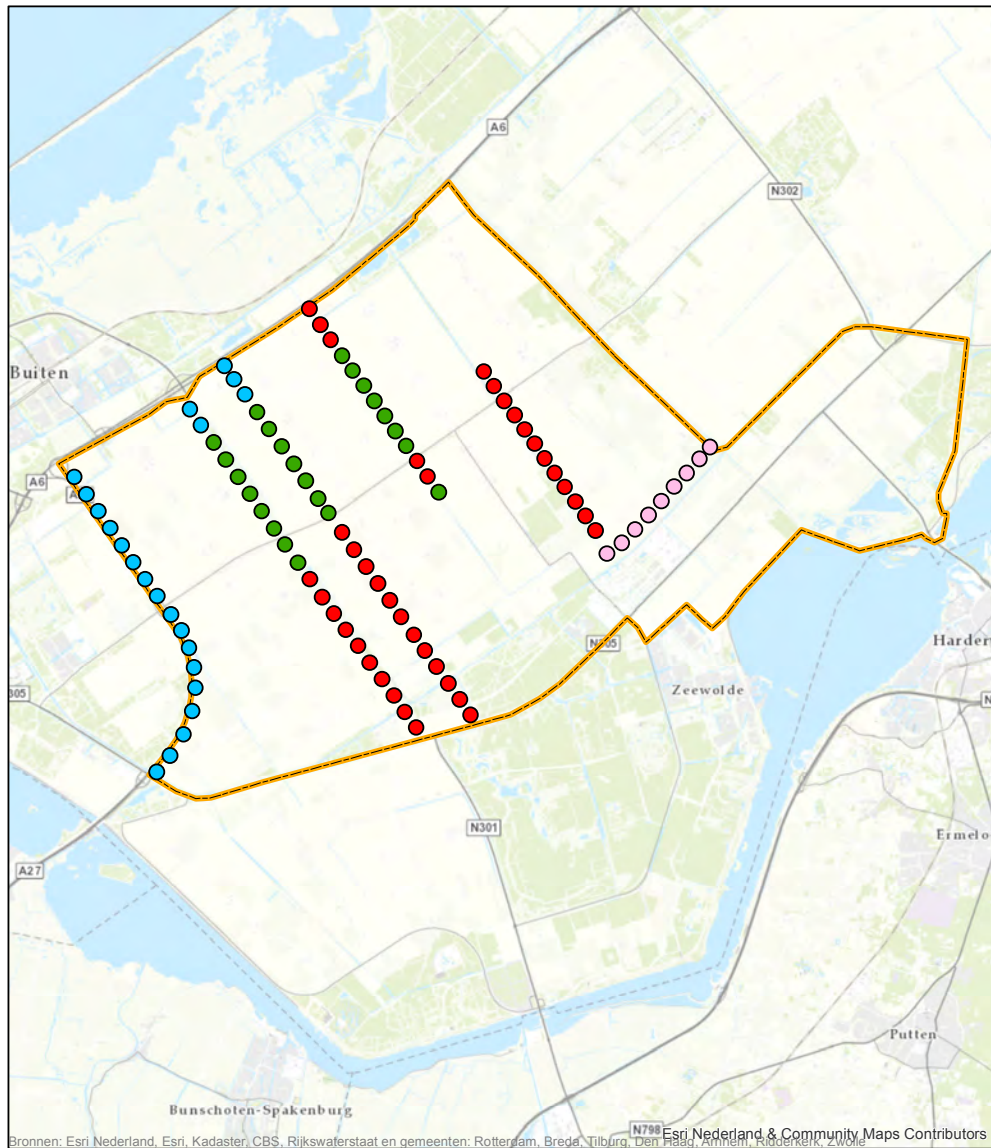 A6
N302
Buiten
A6
N305
305
Zeewolde
Harderw
N301
Ermelo
A27
Putten
Bunschoten-Spakenburg
N798
Esri Nederland & Community Maps Contributors
Bronnen: Esri Nederland, Esri, Kadaster, CBS, Rijkswaterstaat en gemeenten: Rotterdam, Breda, Tilburg, Den Haag, Arnhem, Ridderkerk, Zwolle